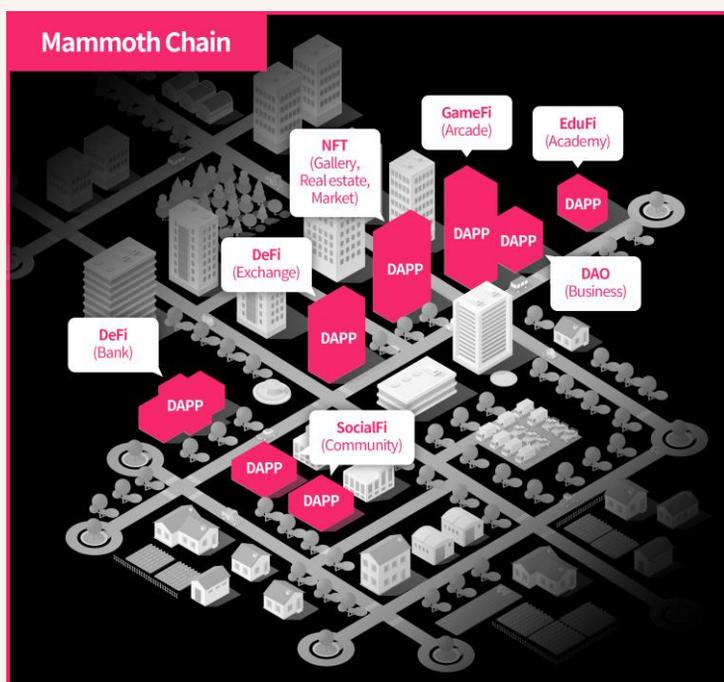 Mammoth Chain
GameFi
(Arcade)
EduFi
(Academy)
NFT
(Gallery,
Real estate,
Market)
DAPP
DAPP
DAPP
DeFi
(Exchange)
DAPP
DAO
(Business)
DeFi
(Bank)
DAPP
DAPP
SocialFi
(Community)
DAPP
DAPP